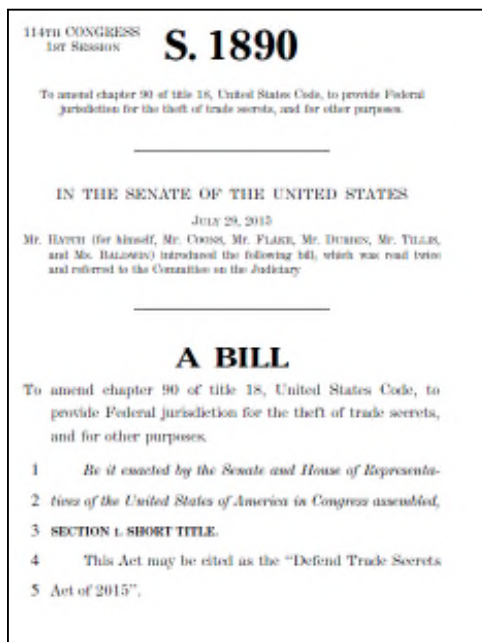 114TH CONGRESS
1ST SESSION
S. 1890
To amend chapter 90 of title 18, United States Code, to provide Federal
jurisdiction for the theft of trade secrets, and for other purposes.
IN THE SENATE OF THE UNITED STATES
JULY 29, 2015
Mr. HATCH (for himself, Mr. COONS, Mr. FLAKE, Mr. DURBIN, Mr. TILLIS,
and Ms. BALDWIN) introduced the following bill; which was read twice
and referred to the Committee on the Judiciary
A BILL
To amend chapter 90 of title 18, United States Code, to
provide Federal jurisdiction for the theft of trade secrets,
and for other purposes.
1 Be it enacted by the Senate and House of Representa-
2 tives of the United States of America in Congress assembled,
3 SECTION 1. SHORT TITLE.
4 This Act may be cited as the “Defend Trade Secrets
5 Act of 2015”.